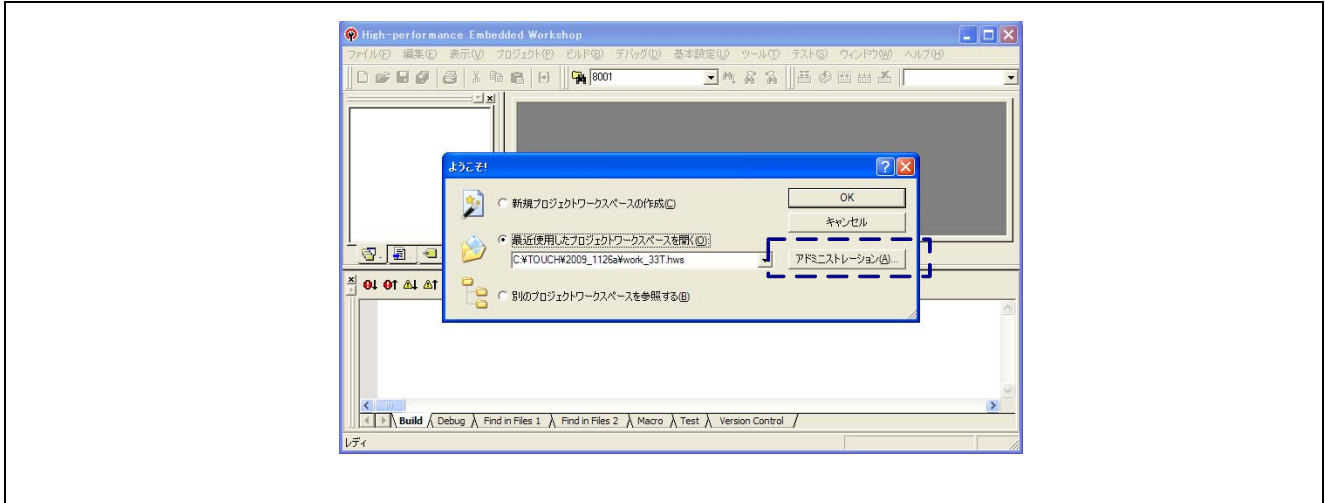 High-performance Embedded Workshop
ファイル(F) 編集(E) 表示(V) プロジェクト(P) ビルド(B) デバッグ(D) 基本設定(U) ツール(T) テスト(S) ウィンドウ(W) ヘルプ(H)
8001
ようこそ!
新規プロジェクトワークスペースの作成(C)
OK
キャンセル
最近使用したプロジェクトワークスペースを開く(O):
C:¥TOUCH¥2009_1126a¥work_33T.hws
アドミニストレーション(A)...
別のプロジェクトワークスペースを参照する(B)
Build Debug Find in Files 1 Find in Files 2 Macro Test Version Control
レディ